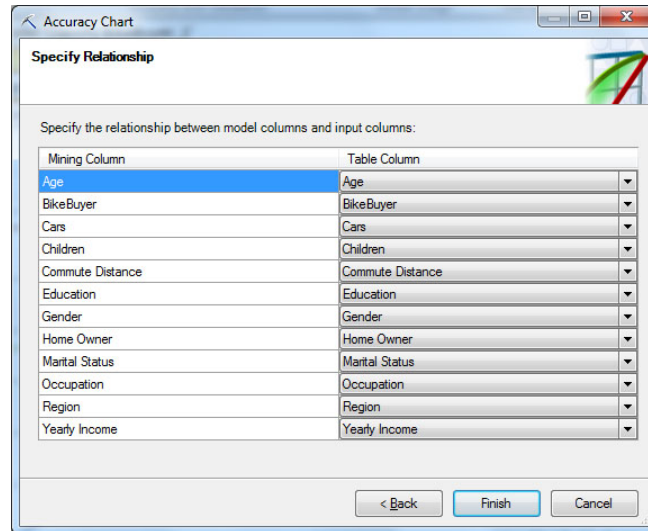 Accuracy Chart
Specify Relationship
Specify the relationship between model columns and input columns:
Mining Column Table Column
Age Age
BikeBuyer BikeBuyer
Cars Cars
Children Children
Commute Distance Commute Distance
Education Education
Gender Gender
Home Owner Home Owner
Marital Status Marital Status
Occupation Occupation
Region Region
Yearly Income Yearly Income
< Back Finish Cancel